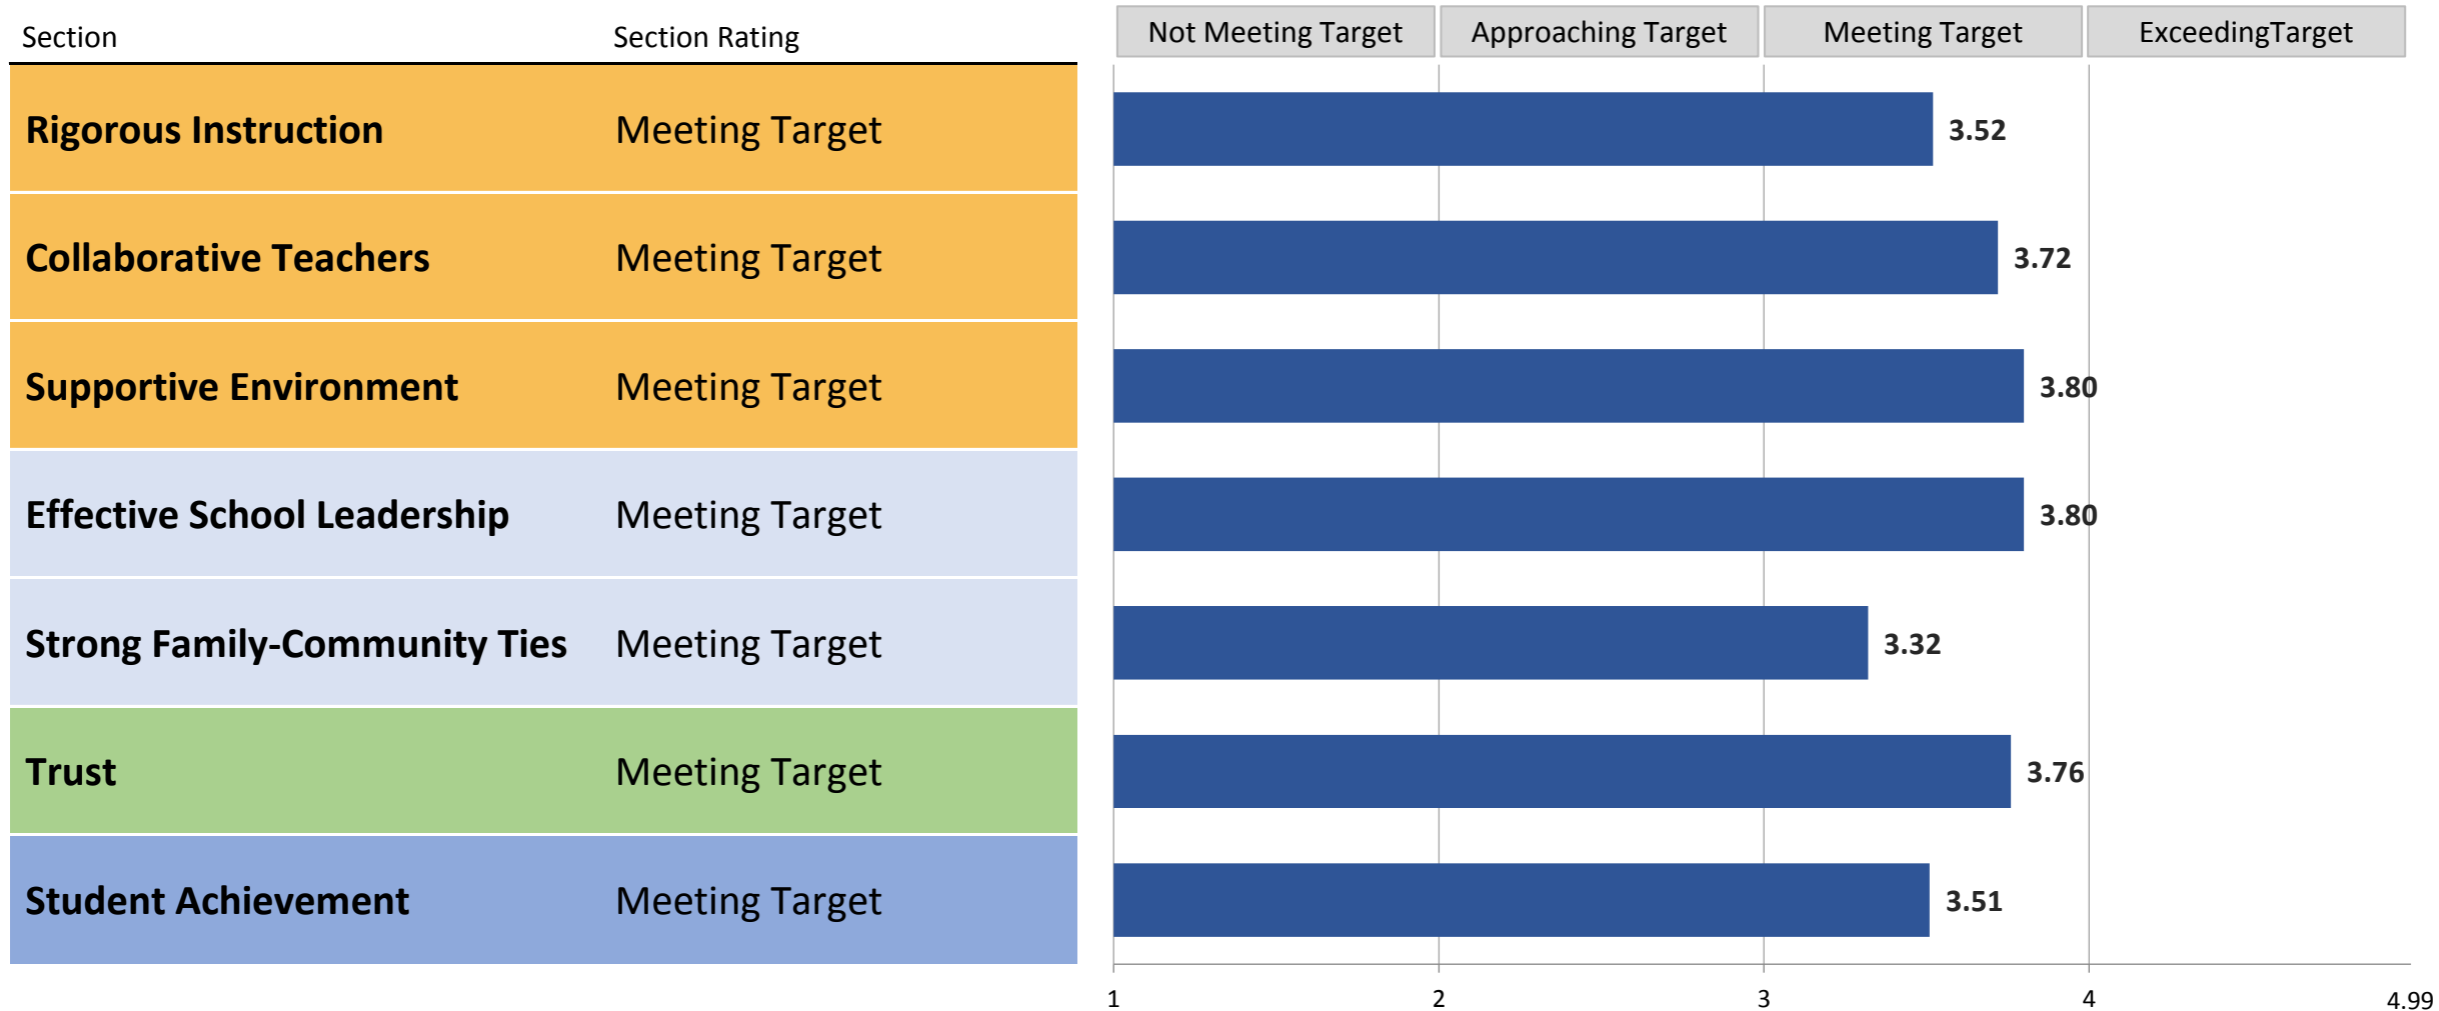 Section Section Rating Not Meeting Target Approaching Target Meeting Target ExceedingTarget
Rigorous Instruction Meeting Target 3.52
Collaborative Teachers Meeting Target 3.72
Supportive Environment Meeting Target 3.80
Effective School Leadership Meeting Target 3.80
Strong Family-Community Ties Meeting Target 3.32
Trust Meeting Target 3.76
Student Achievement Meeting Target 3.51
1 2 3 4 4.99